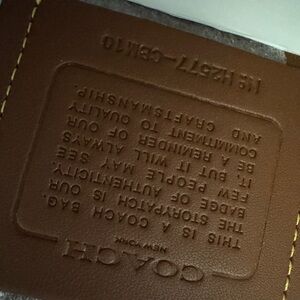 COACH
NEW YORK
THIS IS A COACH BAG.
THE STORYPATCH IS OUR
BADGE OF AUTHENTICITY.
FEW PEOPLE MAY SEE
IT, BUT IT WILL ALWAYS
BE A REMINDER OF OUR
COMMITMENT TO QUALITY
AND CRAFTSMANSHIP.
Nº H2577-CBM10